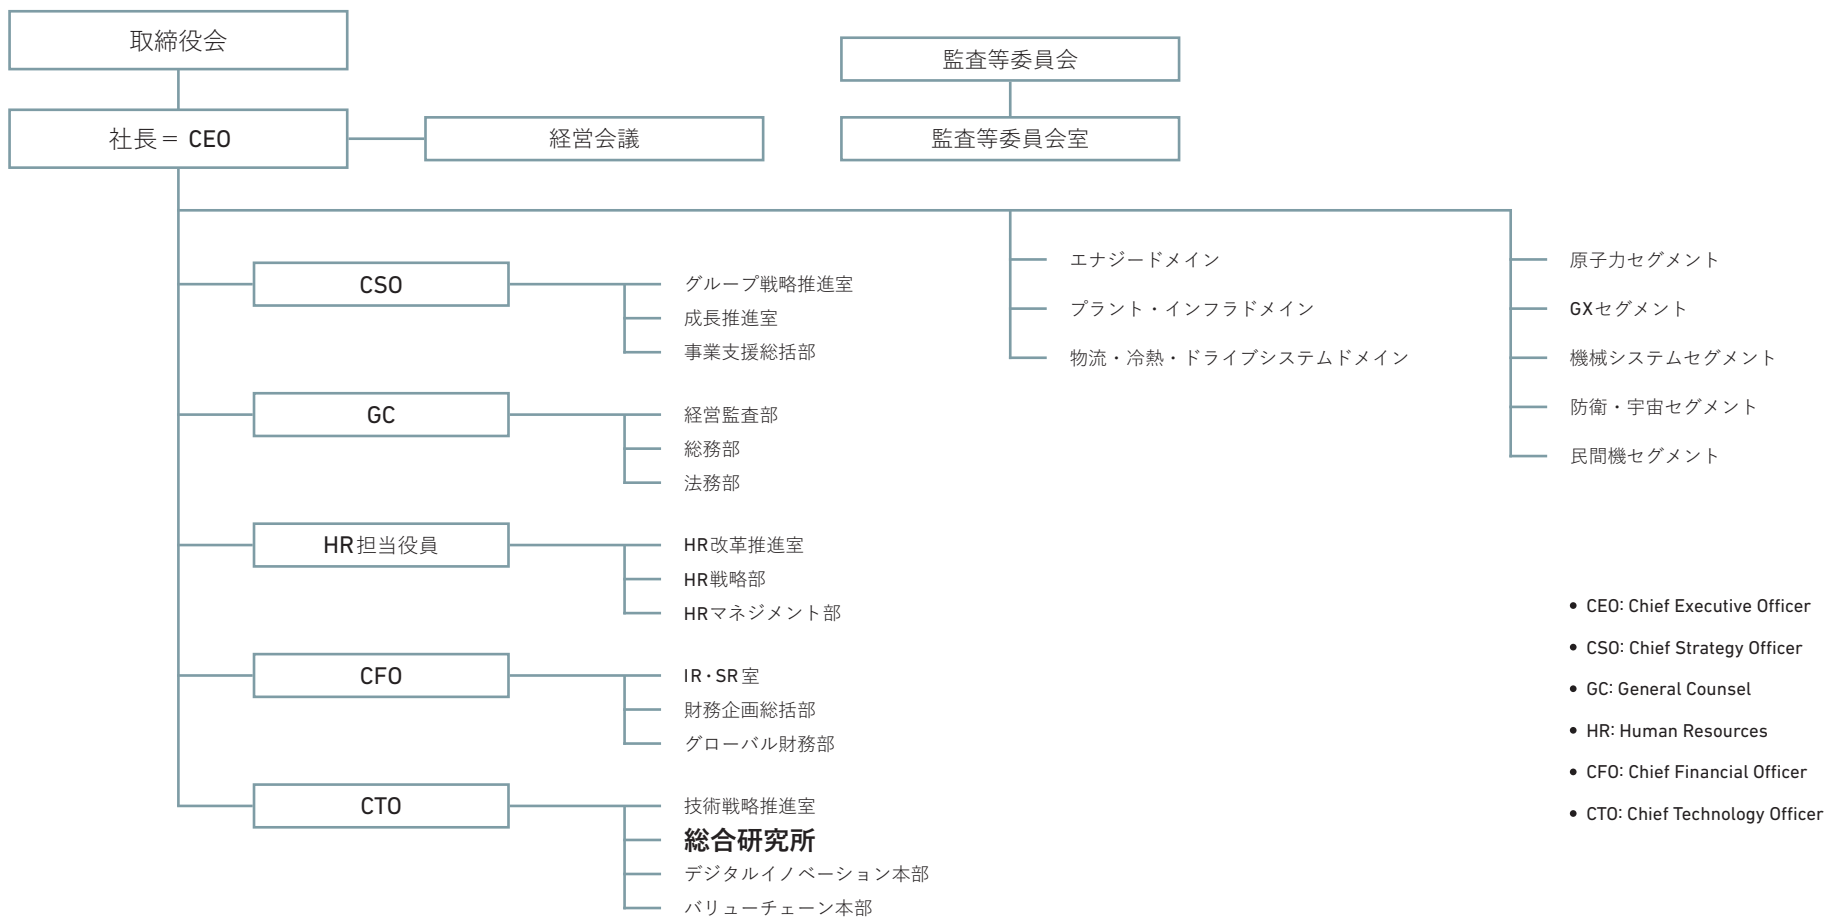 取締役会
社長＝ CEO
経営会議
監査等委員会
監査等委員会室
CSO
グループ戦略推進室
成長推進室
事業支援総括部
GC
経営監査部
総務部
法務部
HR担当役員
HR改革推進室
HR戦略部
HRマネジメント部
CFO
IR・SR室
財務企画総括部
グローバル財務部
CTO
技術戦略推進室
総合研究所
デジタルイノベーション本部
バリューチェーン本部
エナジードメイン
プラント・インフラドメイン
物流・冷熱・ドライブシステムドメイン
原子力セグメント
GXセグメント
機械システムセグメント
防衛・宇宙セグメント
民間機セグメント
• CEO: Chief Executive Officer
• CSO: Chief Strategy Officer
• GC: General Counsel
• HR: Human Resources
• CFO: Chief Financial Officer
• CTO: Chief Technology Officer